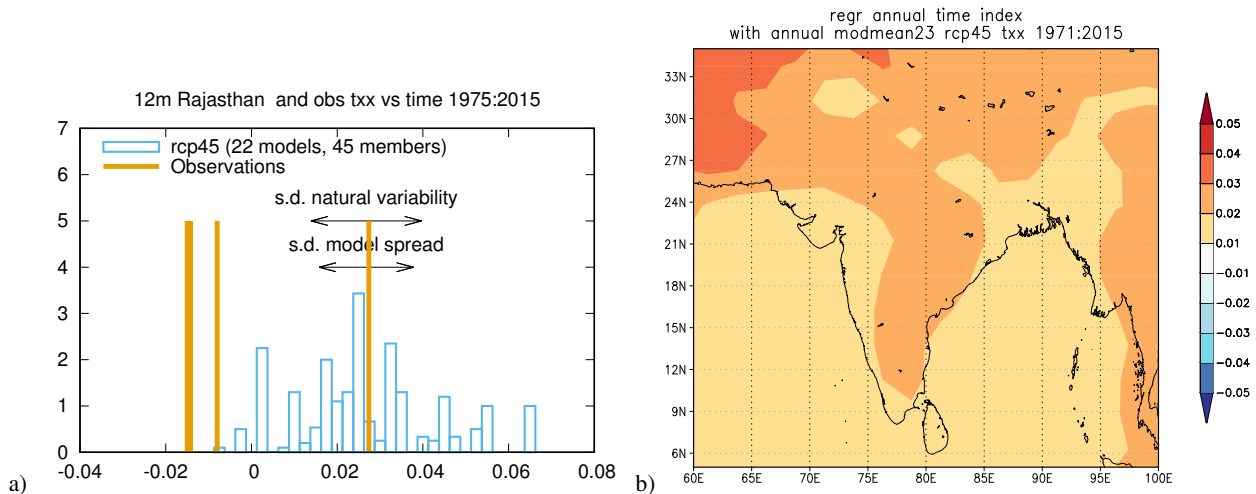 12m Rajasthan and obs txx vs time 1975:2015
7
6
5
4
3
2
1
0
rcp45 (22 models, 45 members)
Observations
s.d. natural variability
s.d. model spread
-0.04 -0.02 0 0.02 0.04 0.06 0.08
a)
regr annual time index
with annual modmean23 rcp45 txx 1971:2015
33N
30N
27N
24N
21N
18N
15N
12N
9N
6N
60E 65E 70E 75E 80E 85E 90E 95E 100E
0.05
0.04
0.03
0.02
0.01
-0.01
-0.02
-0.03
-0.04
-0.05
b)